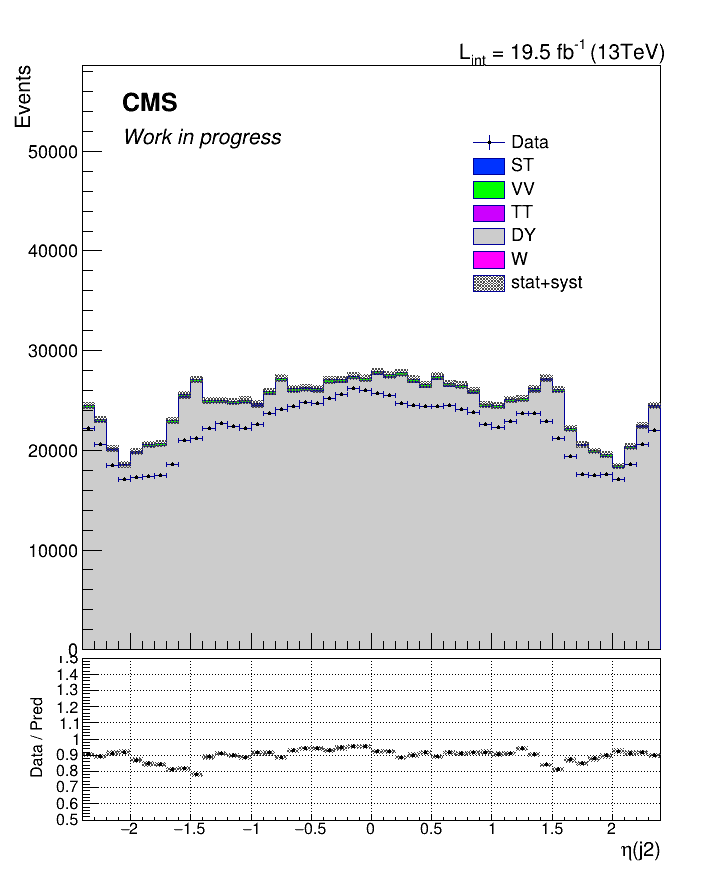 L_int = 19.5 fb^-1 (13TeV)
Events
CMS
Work in progress
Data
ST
VV
TT
DY
W
stat+syst
50000
40000
30000
20000
10000
0
Data / Pred
1.5
1.4
1.3
1.2
1.1
1
0.9
0.8
0.7
0.6
0.5
−2 −1.5 −1 −0.5 0 0.5 1 1.5 2
η(j2)